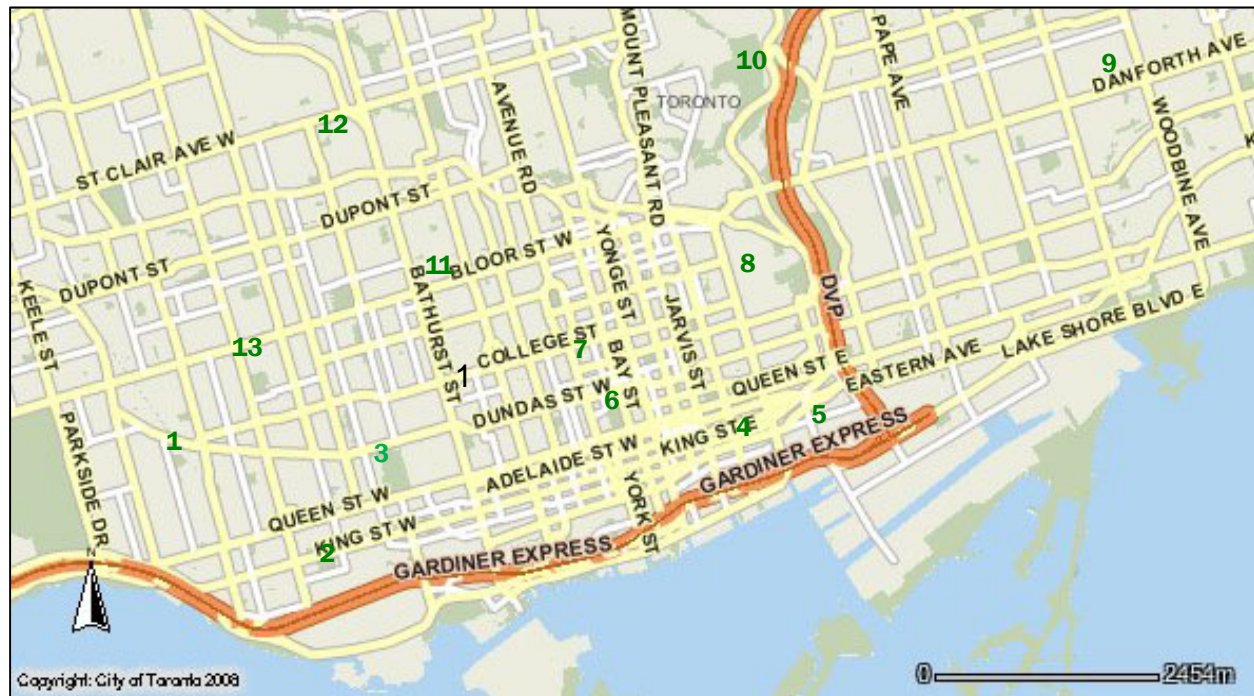 MOUNT PLEASANT RD
PAPE AVE
10
9
DANFORTH AVE
TORONTO
AVENUE RD
WOODBINE AVE
12
ST CLAIR AVE W
K
DUPONT ST
BLOOR ST W
YONGE ST
11
8
DUPONT ST
KEELE ST
BATHURST ST
JARVIS ST
DVP
LAKE SHORE BLVD E
13
COLLEGE ST
7
BAY ST
QUEEN ST E
EASTERN AVE
1
DUNDAS ST W
6
5
PARKSIDE DR
1
3
ADELAIDE ST W
KING ST E
4
GARDINER EXPRESS
QUEEN ST W
YORK ST
KING ST W
2
GARDINER EXPRESS
N
Copyright: City of Toronto 2008
0 2454m